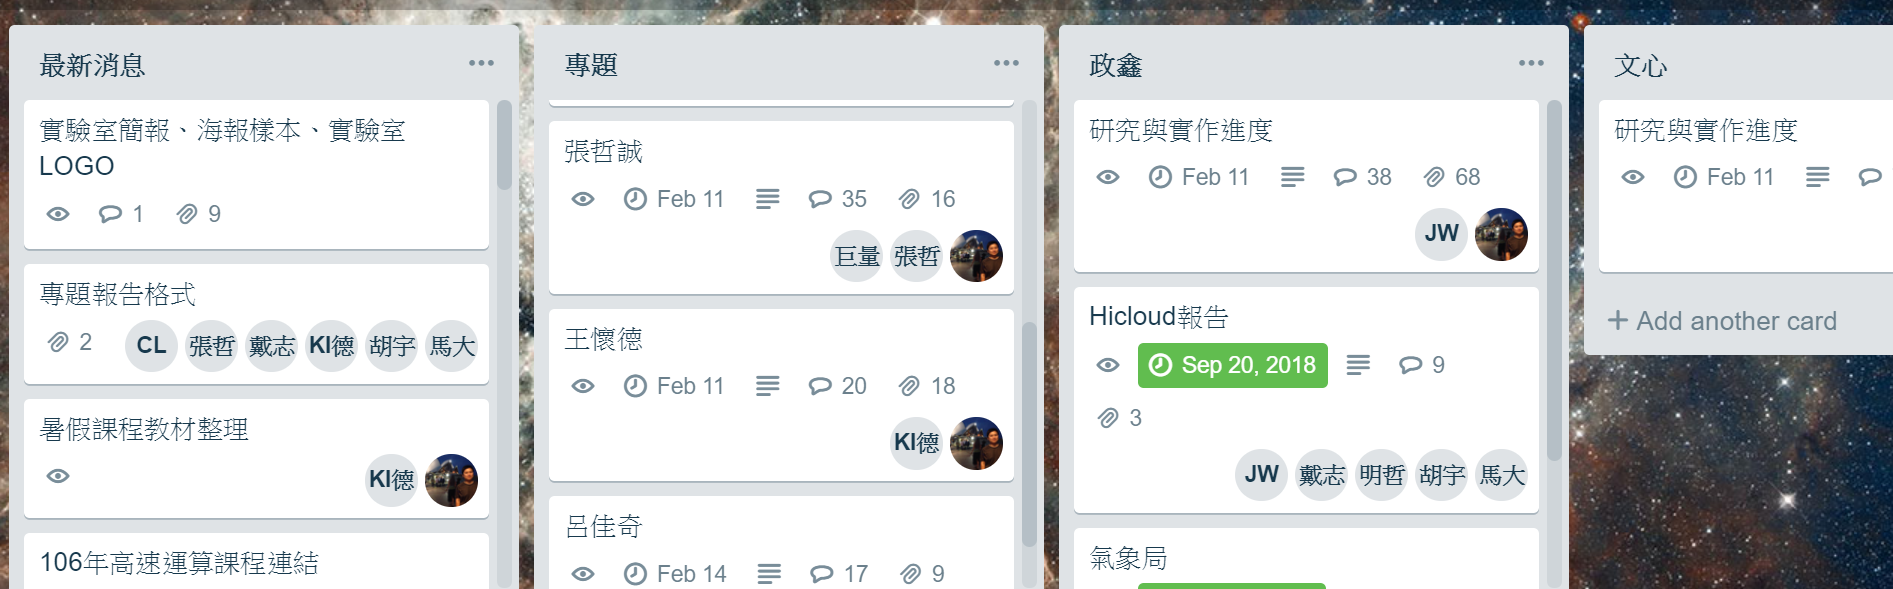 最新消息
實驗室簡報、海報樣本、實驗室
LOGO
1 9
專題報告格式
2 CL 張哲 戴志 KI德 胡宇 馬大
暑假課程教材整理
KI德
106年高速運算課程連結
專題
張哲誠
Feb 11 35 16
巨量 張哲
王懷德
Feb 11 20 18
KI德
呂佳奇
Feb 14 17 9
政鑫
研究與實作進度
Feb 11 38 68
JW
Hicloud報告
Sep 20, 2018 9
3
JW 戴志 明哲 胡宇 馬大
氣象局
文心
研究與實作進度
Feb 11
+ Add another card